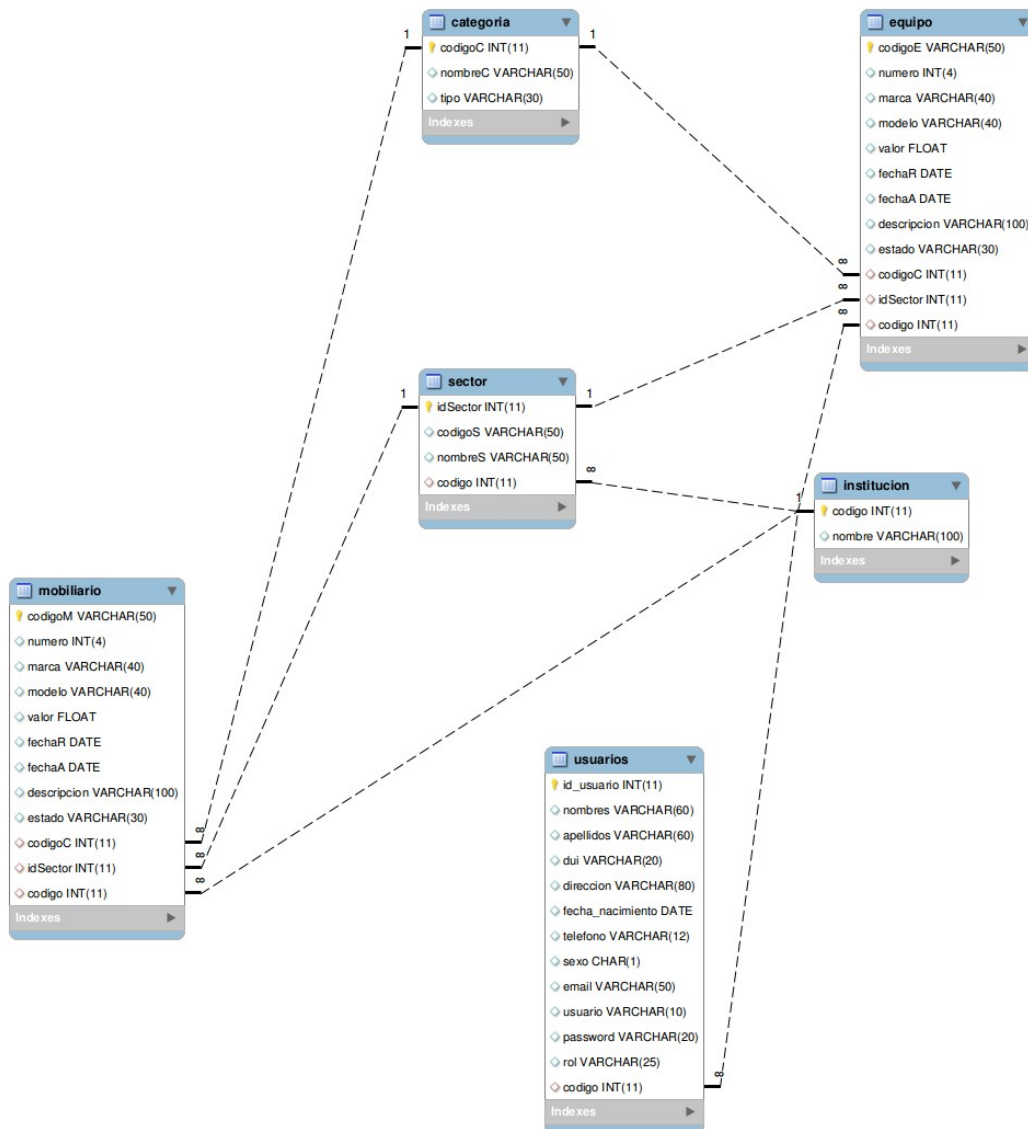 categoria
codigoC INT(11)
nombreC VARCHAR(50)
tipo VARCHAR(30)
Indexes
1
1
equipo
codigoE VARCHAR(50)
numero INT(4)
marca VARCHAR(40)
modelo VARCHAR(40)
valor FLOAT
fechaR DATE
fechaA DATE
descripcion VARCHAR(100)
estado VARCHAR(30)
codigoC INT(11)
idSector INT(11)
codigo INT(11)
Indexes
∞
∞
∞
sector
idSector INT(11)
codigoS VARCHAR(50)
nombreS VARCHAR(50)
codigo INT(11)
Indexes
1
1
∞
institucion
codigo INT(11)
nombre VARCHAR(100)
Indexes
1
mobiliario
codigoM VARCHAR(50)
numero INT(4)
marca VARCHAR(40)
modelo VARCHAR(40)
valor FLOAT
fechaR DATE
fechaA DATE
descripcion VARCHAR(100)
estado VARCHAR(30)
codigoC INT(11)
idSector INT(11)
codigo INT(11)
Indexes
∞
∞
∞
usuarios
id_usuario INT(11)
nombres VARCHAR(60)
apellidos VARCHAR(60)
dui VARCHAR(20)
direccion VARCHAR(80)
fecha_nacimiento DATE
telefono VARCHAR(12)
sexo CHAR(1)
email VARCHAR(50)
usuario VARCHAR(10)
password VARCHAR(20)
rol VARCHAR(25)
codigo INT(11)
Indexes
∞